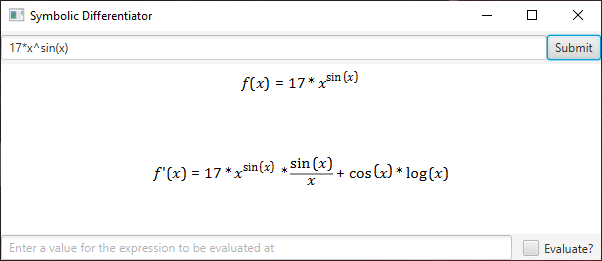 Symbolic Differentiator
17*x^sin(x) Submit
f(x) = 17 * x^sin(x)
f'(x) = 17 * x^sin(x) * sin(x)/x + cos(x) * log(x)
Enter a value for the expression to be evaluated at Evaluate?